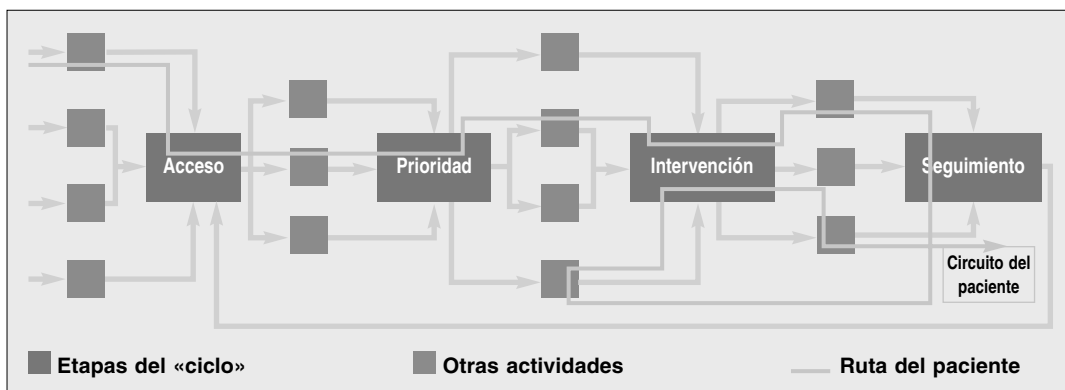 Acceso
Prioridad
Intervención
Seguimiento
Circuito del
paciente
Etapas del «ciclo»
Otras actividades
Ruta del paciente